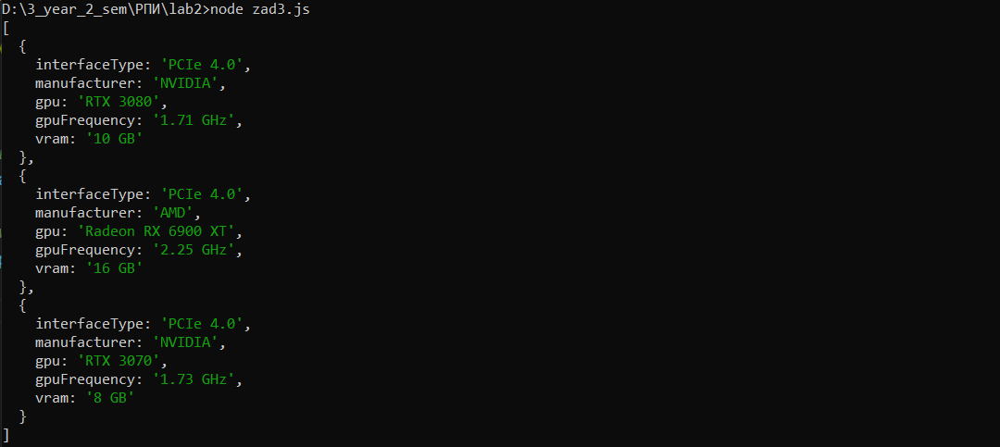 D:\3_year_2_sem\РПИ\lab2>node zad3.js
[
  {
    interfaceType: 'PCIe 4.0',
    manufacturer: 'NVIDIA',
    gpu: 'RTX 3080',
    gpuFrequency: '1.71 GHz',
    vram: '10 GB'
  },
  {
    interfaceType: 'PCIe 4.0',
    manufacturer: 'AMD',
    gpu: 'Radeon RX 6900 XT',
    gpuFrequency: '2.25 GHz',
    vram: '16 GB'
  },
  {
    interfaceType: 'PCIe 4.0',
    manufacturer: 'NVIDIA',
    gpu: 'RTX 3070',
    gpuFrequency: '1.73 GHz',
    vram: '8 GB'
  }
]